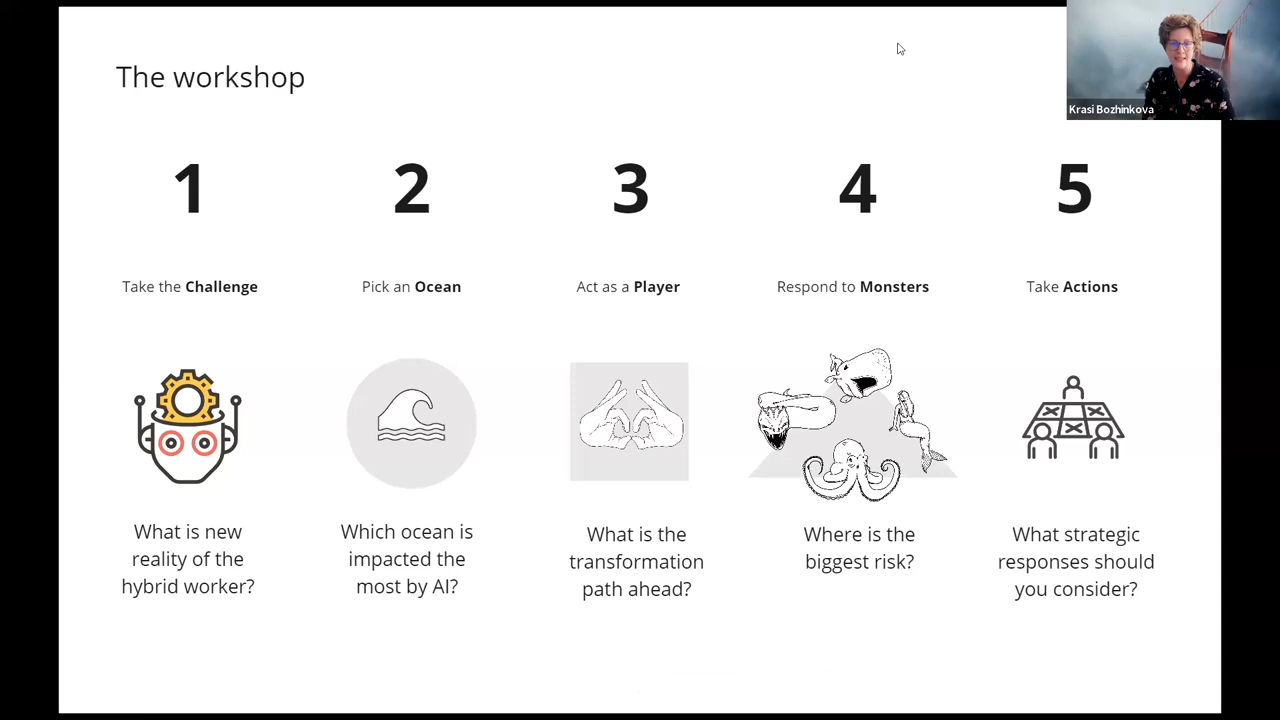 The workshop
Krasi Bozhinkova
1
2
3
4
5
Take the Challenge
Pick an Ocean
Act as a Player
Respond to Monsters
Take Actions
What is new
reality of the
hybrid worker?
Which ocean is
impacted the
most by AI?
What is the
transformation
path ahead?
Where is the
biggest risk?
What strategic
responses should
you consider?